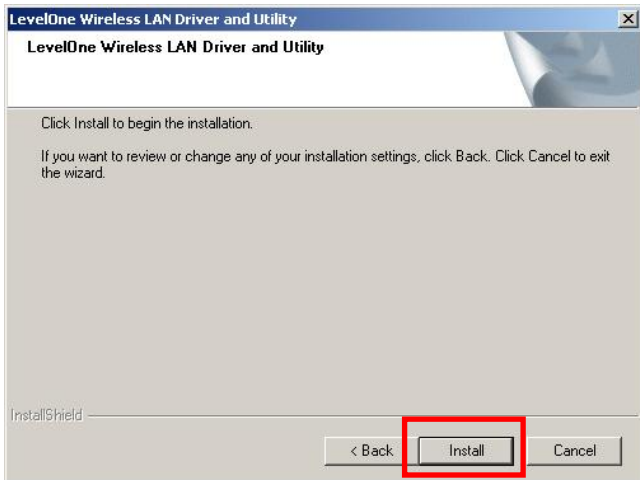 LevelOne Wireless LAN Driver and Utility
LevelOne Wireless LAN Driver and Utility
Click Install to begin the installation.
If you want to review or change any of your installation settings, click Back. Click Cancel to exit
the wizard.
InstallShield
< Back Install Cancel